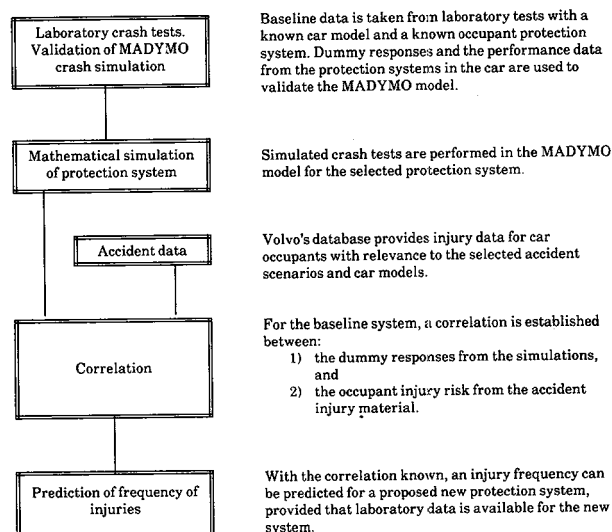 Laboratory crash tests.
Validation of MADYMO
crash simulation
Baseline data is taken from laboratory tests with a
known car model and a known occupant protection
system. Dummy responses and the performance data
from the protection systems in the car are used to
validate the MADYMO model.
Mathematical simulation
of protection system
Simulated crash tests are performed in the MADYMO
model for the selected protection system.
Accident data
Volvo's database provides injury data for car
occupants with relevance to the selected accident
scenarios and car models.
Correlation
For the baseline system, a correlation is established
between:
1) the dummy responses from the simulations,
and
2) the occupant injury risk from the accident
injury material.
Prediction of frequency of
injuries
With the correlation known, an injury frequency can
be predicted for a proposed new protection system,
provided that laboratory data is available for the new
system.